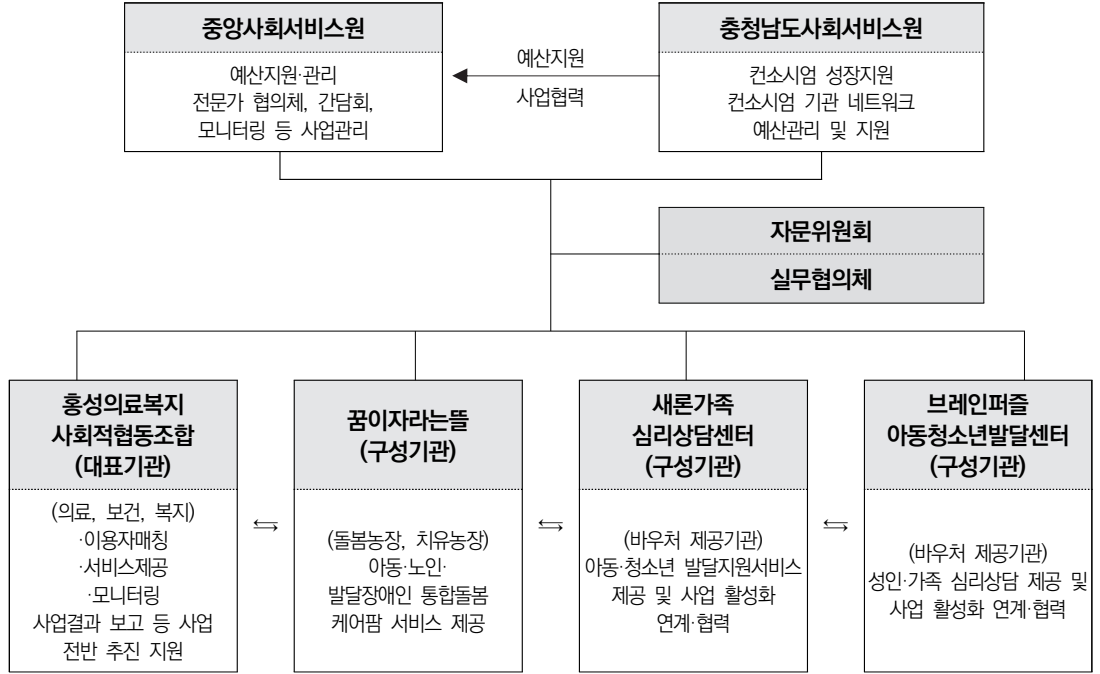 중앙사회서비스원
예산지원·관리
전문가 협의체, 간담회,
모니터링 등 사업관리
예산지원
사업협력
충청남도사회서비스원
컨소시엄 성장지원
컨소시엄 기관 네트워크
예산관리 및 지원
자문위원회
실무협의체
홍성의료복지
사회적협동조합
(대표기관)
(의료, 보건, 복지)
·이용자매칭
·서비스제공
·모니터링
사업결과 보고 등 사업
전반 추진 지원
꿈이자라는뜰
(구성기관)
(돌봄농장, 치유농장)
아동·노인·
발달장애인 통합돌봄
케어팜 서비스 제공
새론가족
심리상담센터
(구성기관)
(바우처 제공기관)
아동·청소년 발달지원서비스
제공 및 사업 활성화
연계·협력
브레인퍼즐
아동청소년발달센터
(구성기관)
(바우처 제공기관)
성인·가족 심리상담 제공 및
사업 활성화 연계·협력